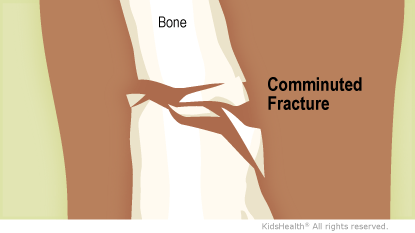 Bone
Comminuted
Fracture
KidsHealth® All rights reserved.